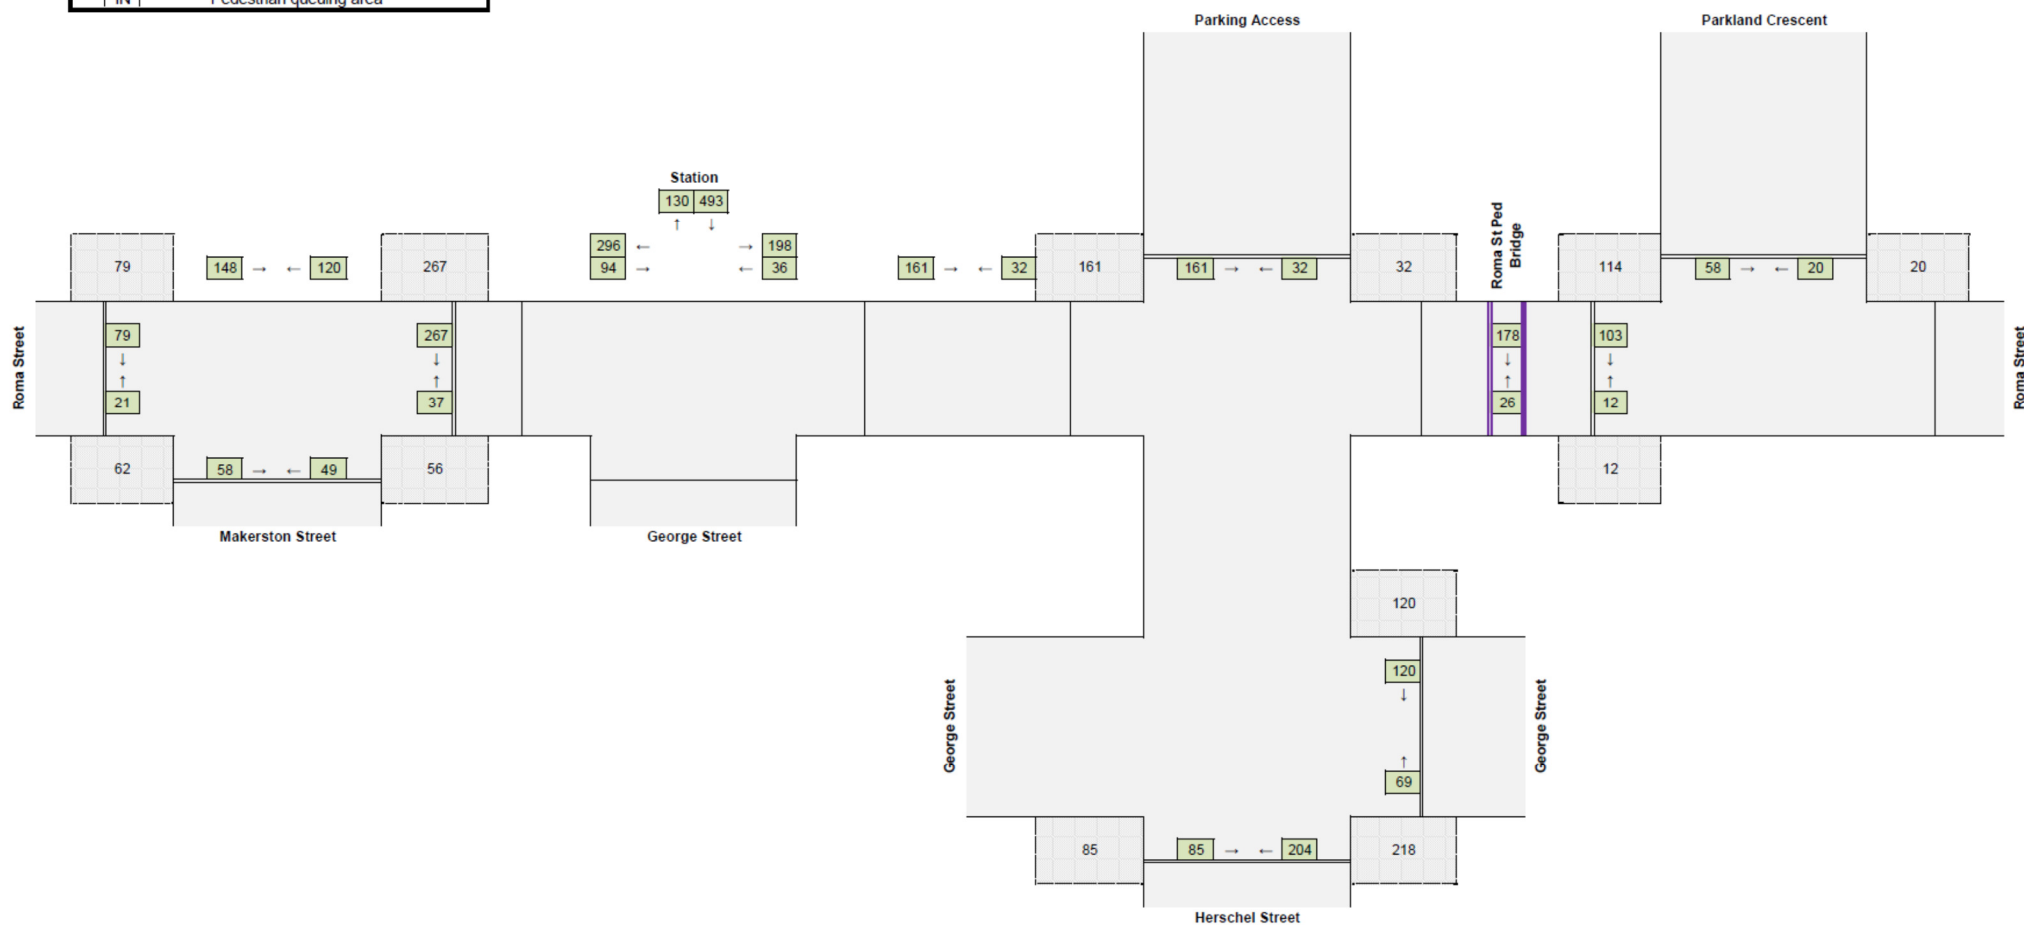 IN Pedestrian queuing area
Parking Access
Parkland Crescent
Station
130 493
↑ ↓
Roma St Ped
Bridge
296 ← → 198
79
148 → ← 120
267
94 → ← 36
161 → ← 32
161
161 → ← 32
32
114
58 → ← 20
20
Roma Street
79
↓
↑
21
267
↓
↑
37
178
↓
↑
26
103
↓
↑
12
Roma Street
62
58 → ← 49
56
12
Makerston Street
George Street
120
George Street
120
↓
↑
69
George Street
85
85 → ← 204
218
Herschel Street